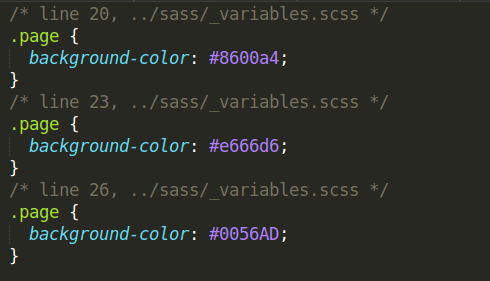 /* line 20, ../sass/_variables.scss */
.page {
  background-color: #8600a4;
}
/* line 23, ../sass/_variables.scss */
.page {
  background-color: #e666d6;
}
/* line 26, ../sass/_variables.scss */
.page {
  background-color: #0056AD;
}